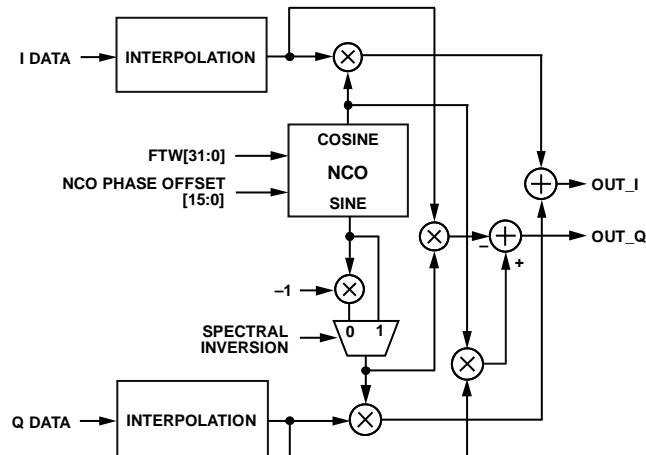 I DATA
INTERPOLATION
COSINE
FTW[31:0]
NCO
NCO PHASE OFFSET
[15:0]
SINE
OUT_I
OUT_Q
–
+
–1
0 1
SPECTRAL
INVERSION
Q DATA
INTERPOLATION